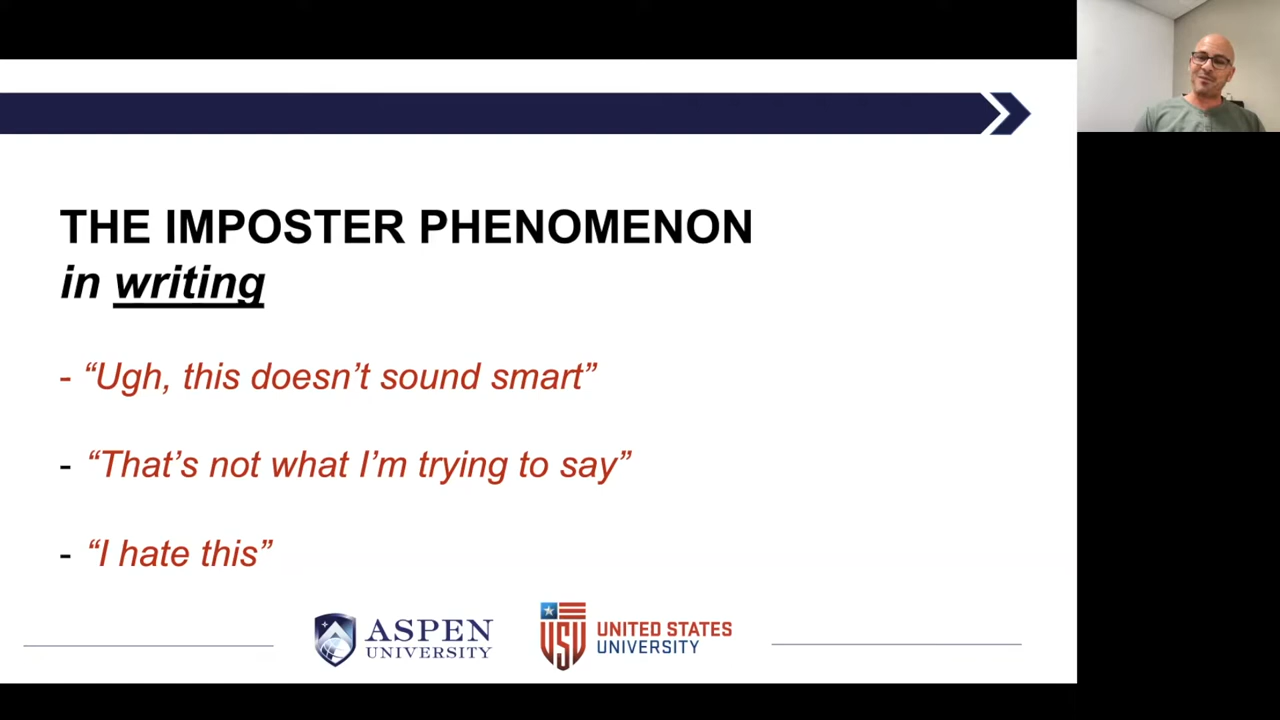 THE IMPOSTER PHENOMENON
in writing
- “Ugh, this doesn’t sound smart”
- “That’s not what I’m trying to say”
- “I hate this”
ASPEN
UNIVERSITY
USU
UNITED STATES
UNIVERSITY